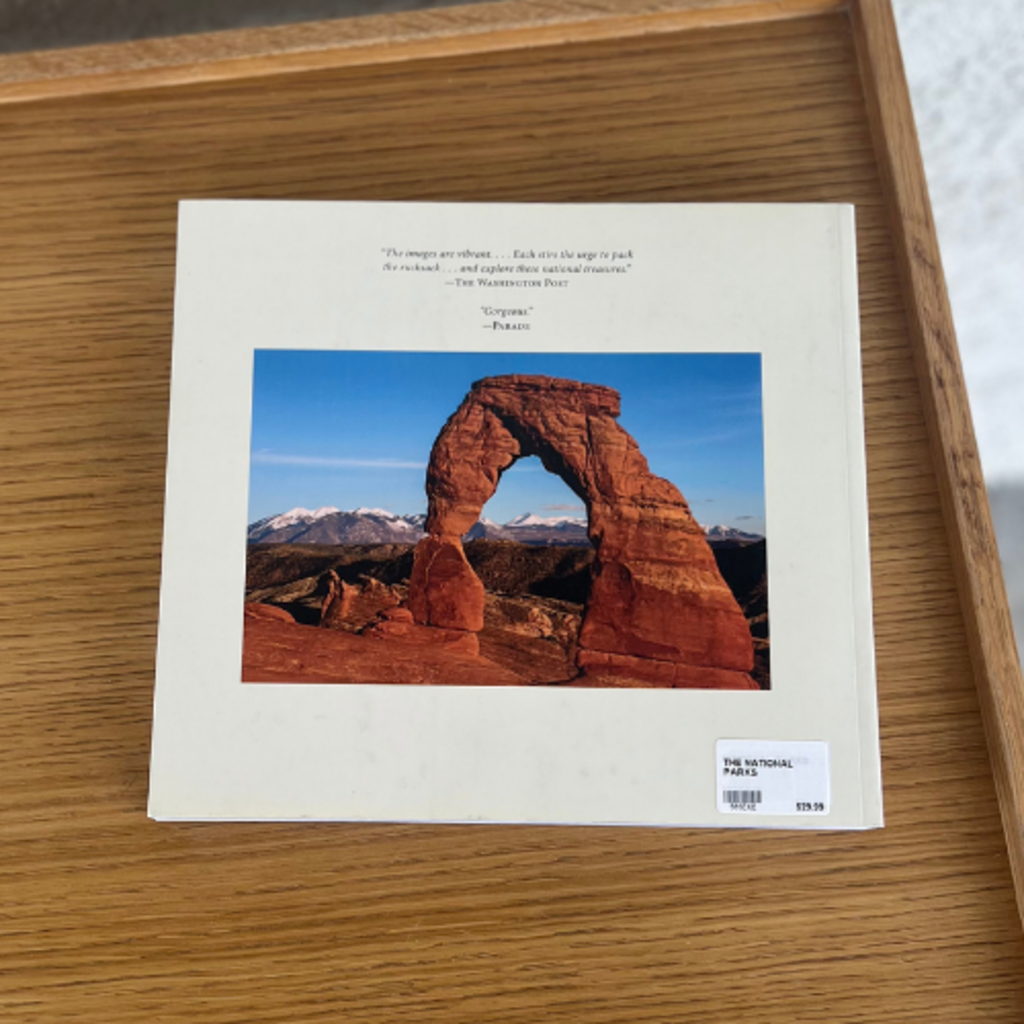 "The images are vibrant. . . . Each stirs the urge to pack
the rucksack . . . and explore these national treasures."
—The Washington Post
"Gorgeous."
—Parade
THE NATIONAL
PARKS
$29.99